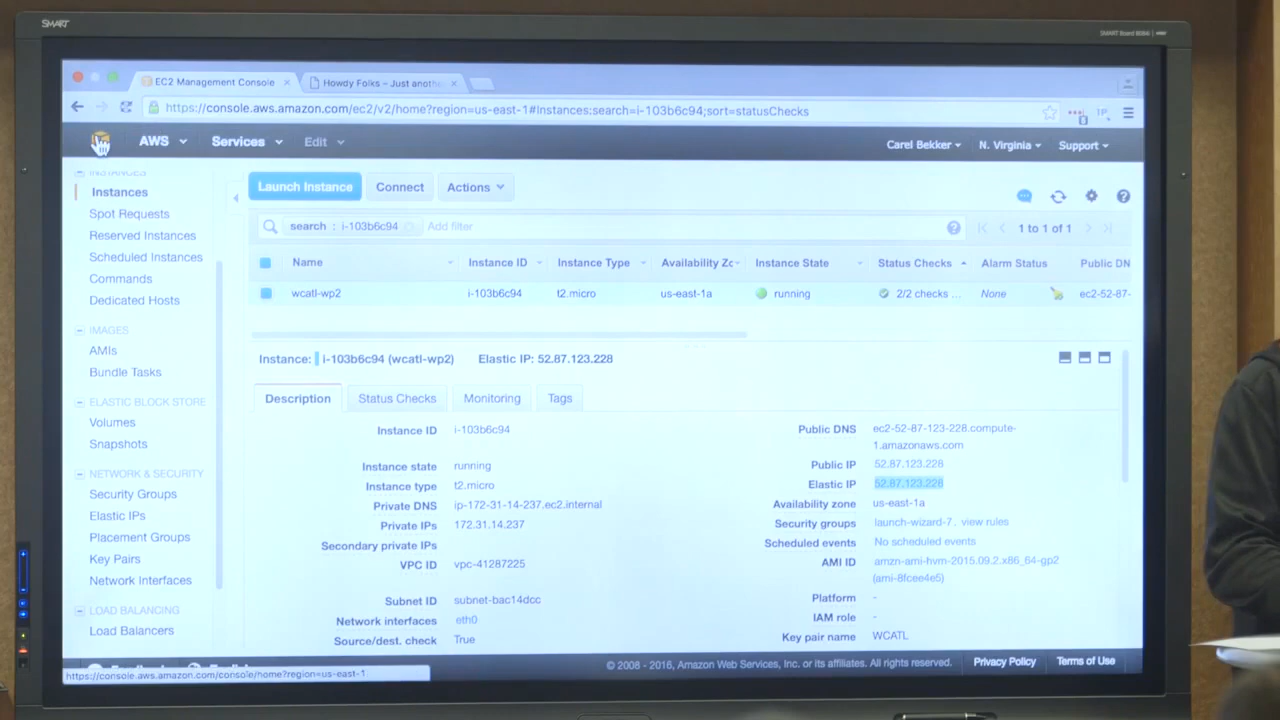 SMART
EC2 Management Console
Howdy Folks – Just anothe
https://console.aws.amazon.com/ec2/v2/home?region=us-east-1#Instances:search=i-103b6c94;sort=statusChecks
AWS Services Edit Carel Bekker N. Virginia Support
INSTANCES
Instances
Spot Requests
Reserved Instances
Scheduled Instances
Commands
Dedicated Hosts
IMAGES
AMIs
Bundle Tasks
ELASTIC BLOCK STORE
Volumes
Snapshots
NETWORK & SECURITY
Security Groups
Elastic IPs
Placement Groups
Key Pairs
Network Interfaces
LOAD BALANCING
Load Balancers
Launch Instance Connect Actions
search : i-103b6c94 Add filter 1 to 1 of 1
Name Instance ID Instance Type Availability Zo Instance State Status Checks Alarm Status Public DN
wcatl-wp2 i-103b6c94 t2.micro us-east-1a running 2/2 checks ... None ec2-52-87-
Instance: i-103b6c94 (wcatl-wp2) Elastic IP: 52.87.123.228
Description Status Checks Monitoring Tags
Instance ID i-103b6c94
Instance state running
Instance type t2.micro
Private DNS ip-172-31-14-237.ec2.internal
Private IPs 172.31.14.237
Secondary private IPs
VPC ID vpc-41287225
Subnet ID subnet-bac14dcc
Network interfaces eth0
Source/dest. check True
Public DNS ec2-52-87-123-228.compute-
1.amazonaws.com
Public IP 52.87.123.228
Elastic IP 52.87.123.228
Availability zone us-east-1a
Security groups launch-wizard-7. view rules
Scheduled events No scheduled events
AMI ID amzn-ami-hvm-2015.09.2.x86_64-gp2
(ami-8fcee4e5)
Platform -
IAM role -
Key pair name WCATL
© 2008 - 2016, Amazon Web Services, Inc. or its affiliates. All rights reserved. Privacy Policy Terms of Use
https://console.aws.amazon.com/console/home?region=us-east-1